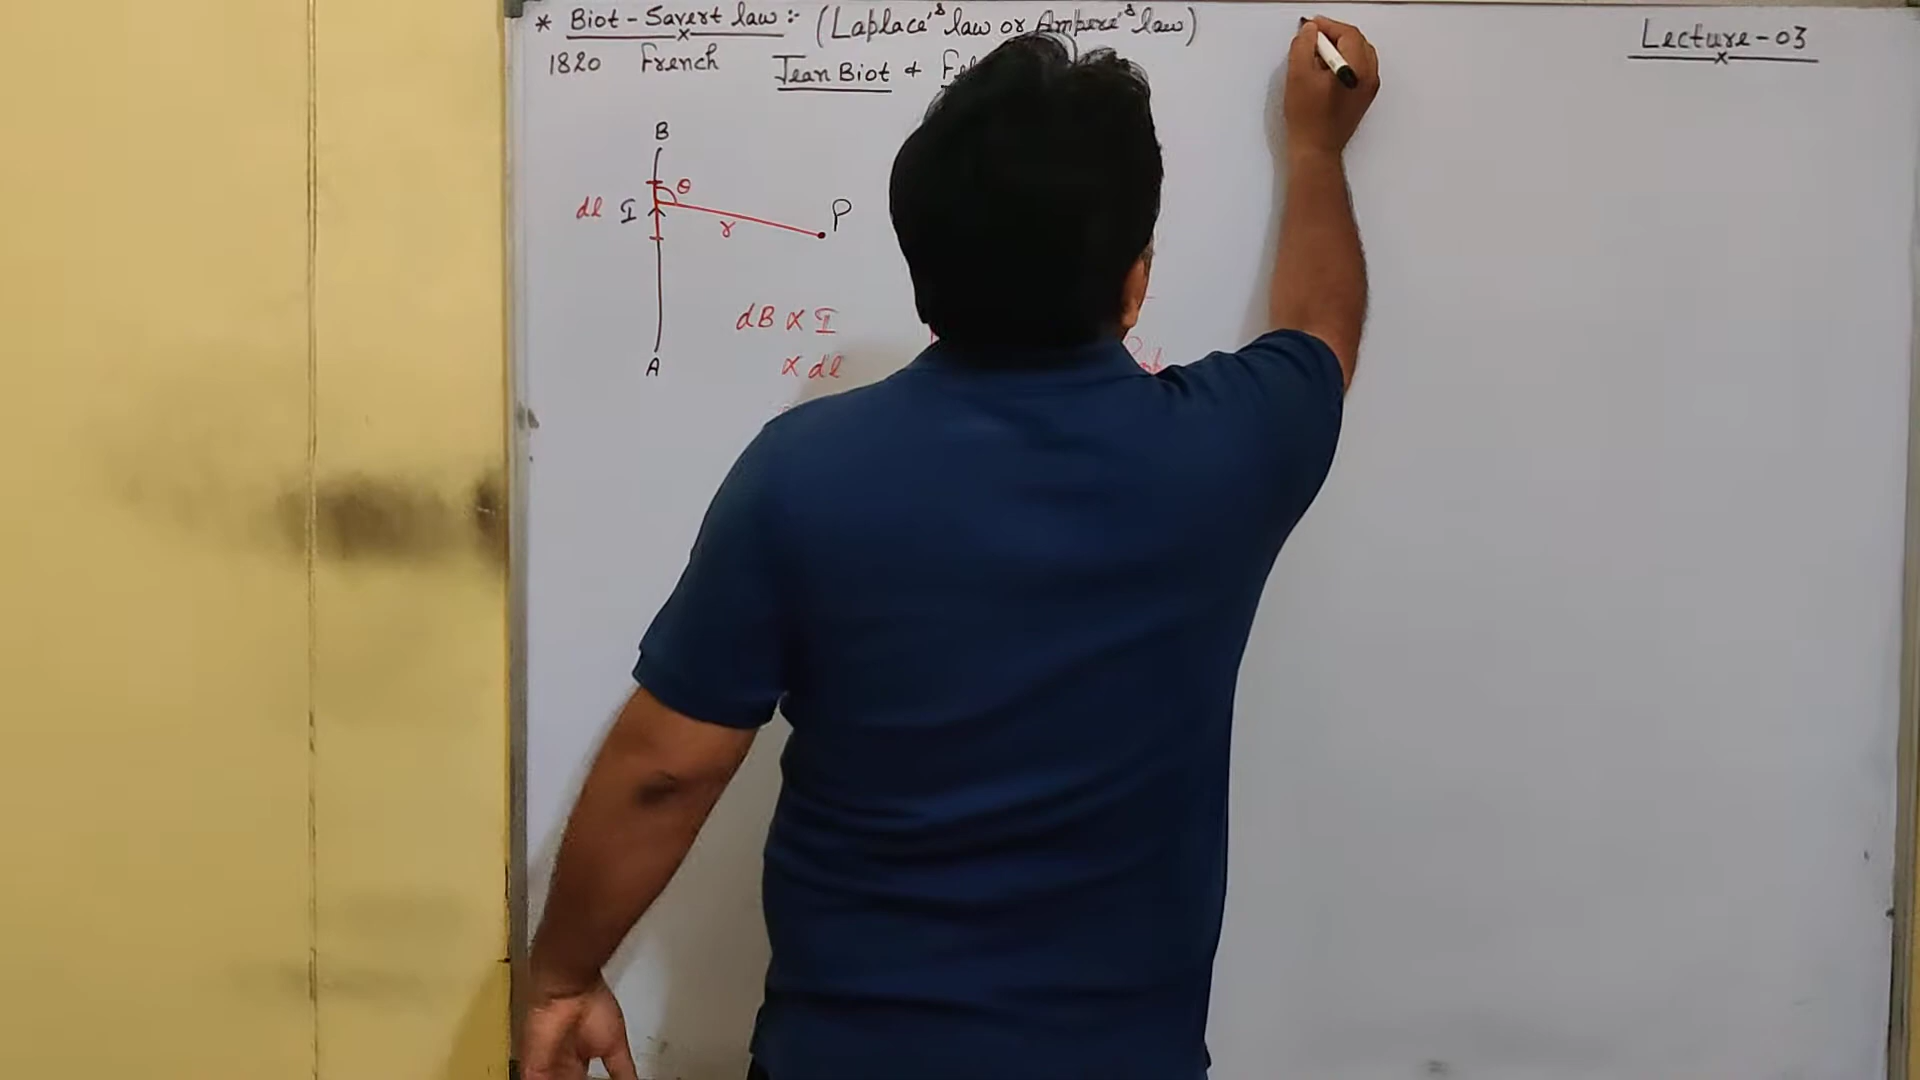 * Biot-Savert law :- (Laplace's law or Ampere's law)
Lecture-03
1820 French Jean Biot &
B
dl I θ
r
P
dB ∝ I
∝ dl
A